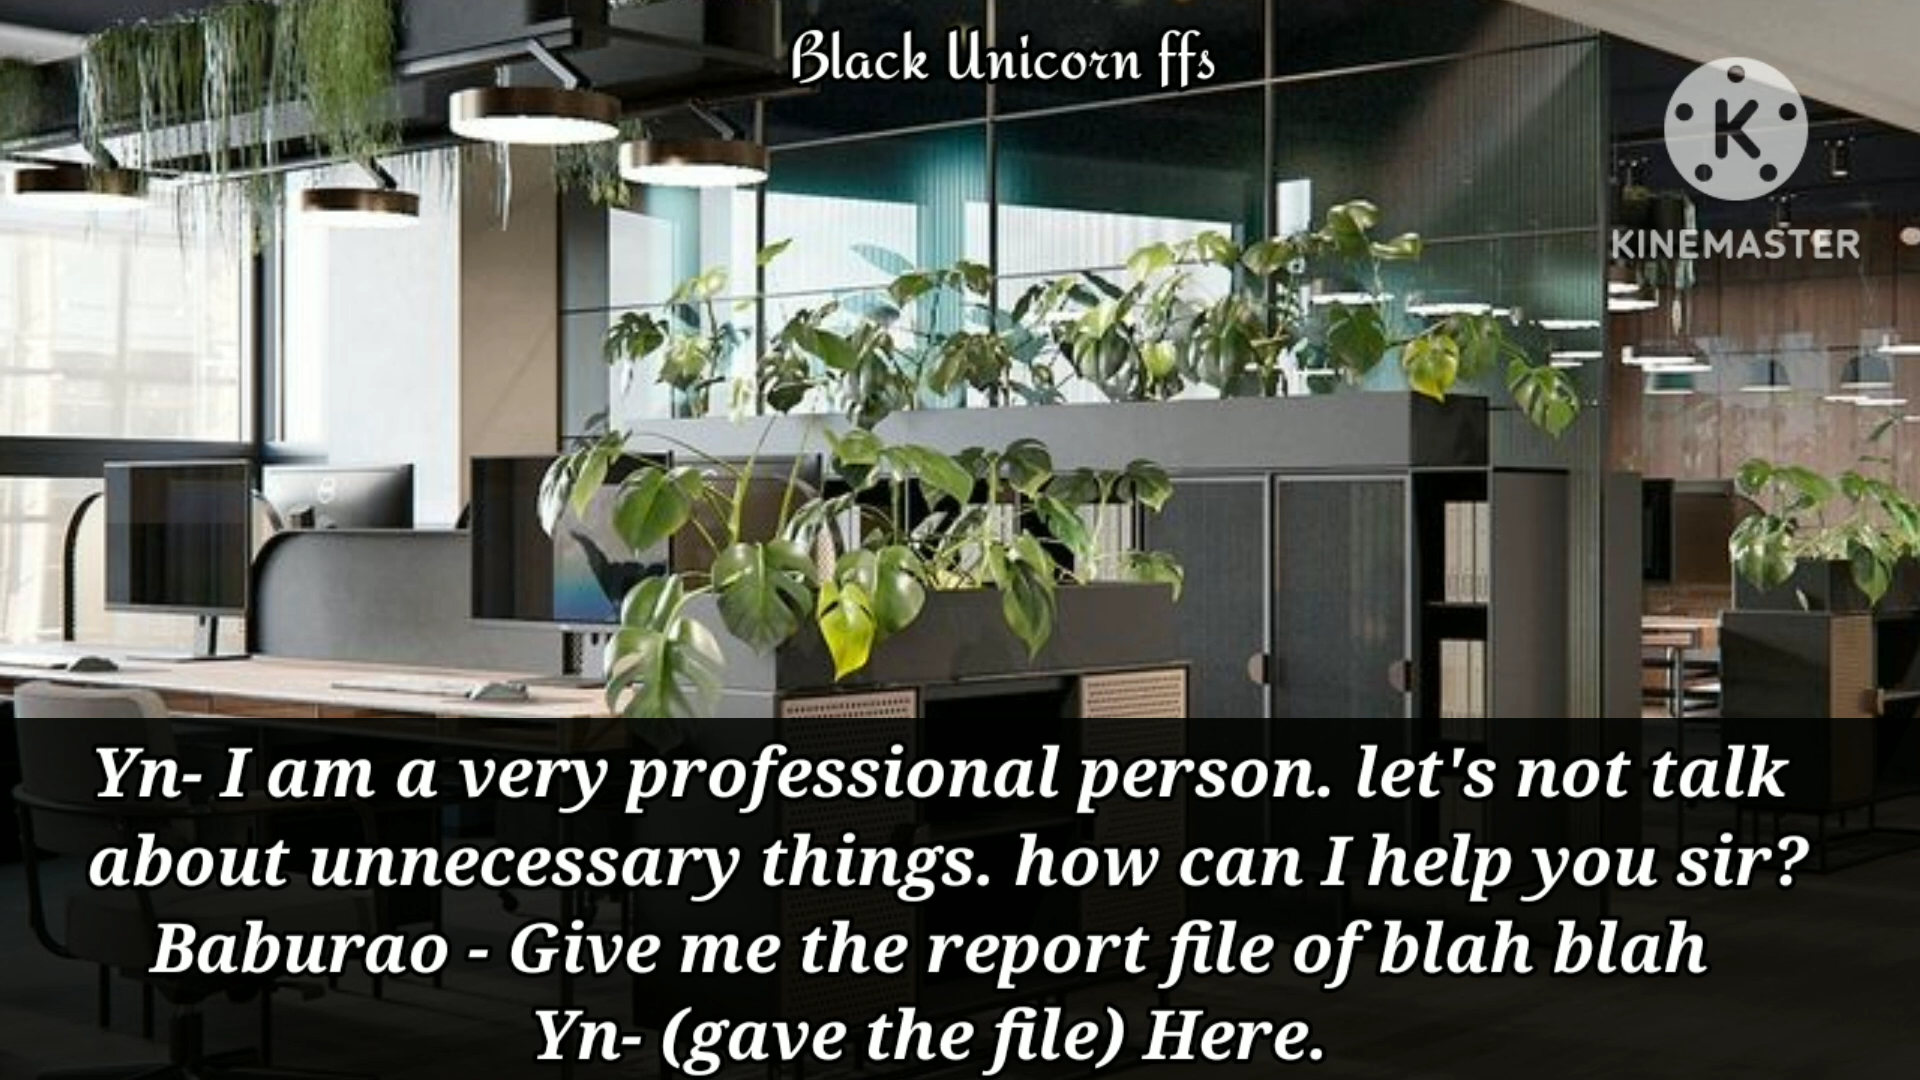 Black Unicorn ffs
KINEMASTER
Yn- I am a very professional person. let's not talk
about unnecessary things. how can I help you sir?
Baburao - Give me the report file of blah blah
Yn- (gave the file) Here.